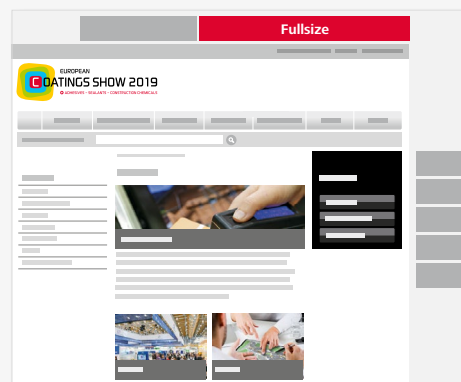 Fullsize
EUROPEAN
COATINGS SHOW 2019
ADHESIVES – SEALANTS – CONSTRUCTION CHEMICALS